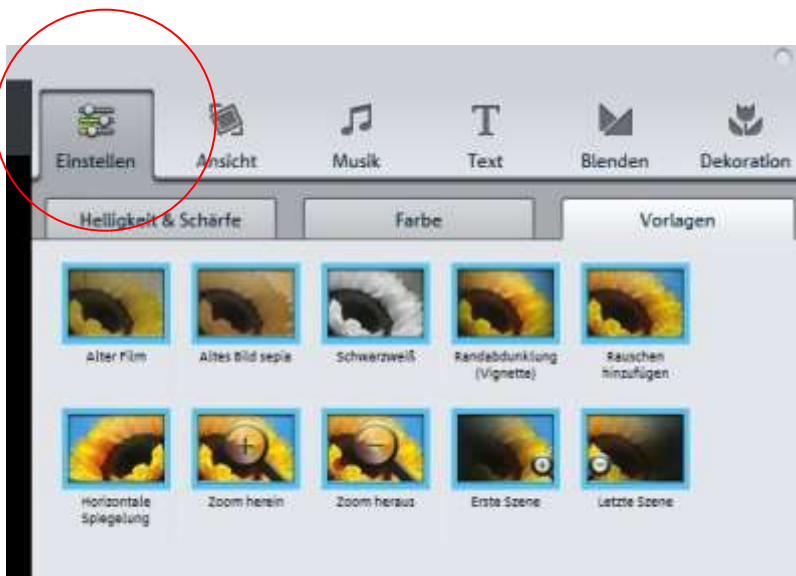 Einstellen Ansicht Musik Text Blenden Dekoration
Helligkeit & Schärfe Farbe Vorlagen
Alter Film Altes Bild sepia Schwarzweiß Randabdunklung Rauschen
(Vignette) hinzufügen
Horizontale Zoom herein Zoom heraus Erste Szene Letzte Szene
Spiegelung